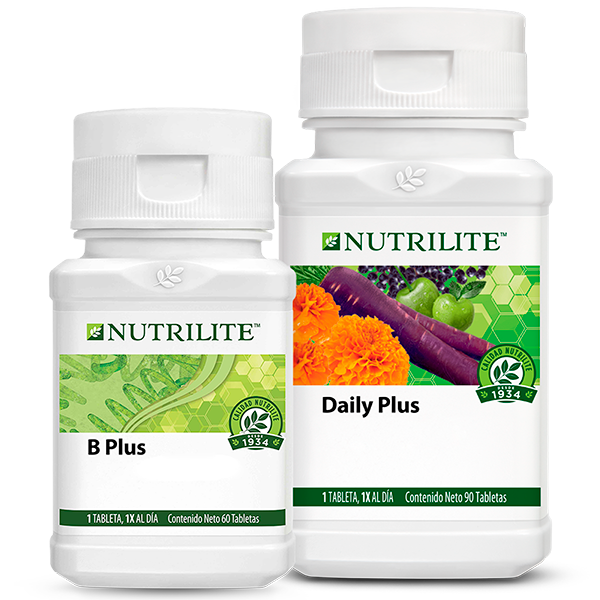 NUTRILITE™
B Plus
CALIDAD NUTRILITE
DESDE
1934
1 TABLETA, 1X AL DÍA Contenido Neto 60 Tabletas
NUTRILITE™
Daily Plus
CALIDAD NUTRILITE
DESDE
1934
1 TABLETA, 1X AL DÍA Contenido Neto 90 Tabletas